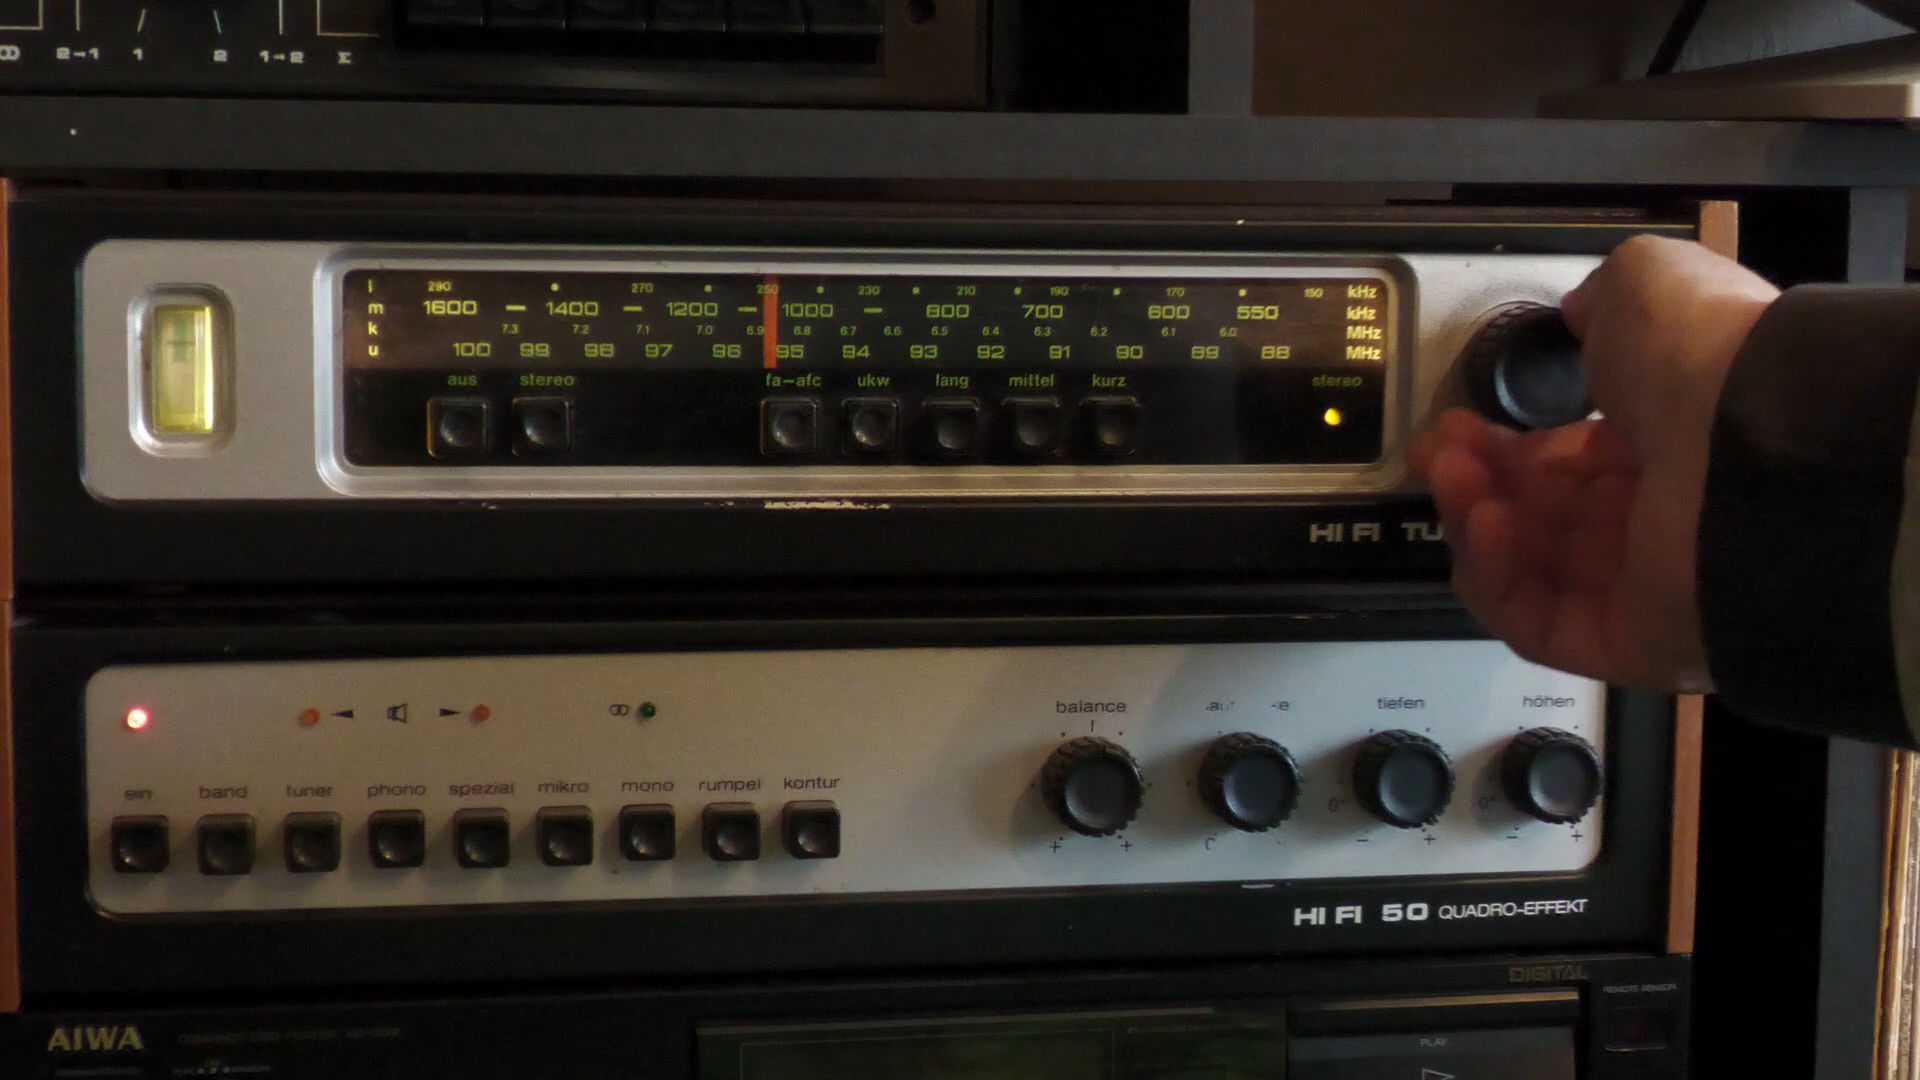 2→1 1 2 1→2 Σ
l 290 270 250 230 210 190 170 150 kHz
m 1600 1400 1200 1000 800 700 600 550 kHz
k 7.3 7.2 7.1 7.0 6.9 6.8 6.7 6.6 6.5 6.4 6.3 6.2 6.1 6.0 MHz
u 100 99 98 97 96 95 94 93 92 91 90 89 88 MHz
aus stereo fa-afc ukw lang mittel kurz stereo
HI FI TU
balance tiefen höhen
ein band tuner phono spezial mikro mono rumpel kontur
0 0
+ + - + - +
HI FI 50 QUADRO-EFFEKT
DIGITAL
REMOTE SENSOR
AIWA
PLAY